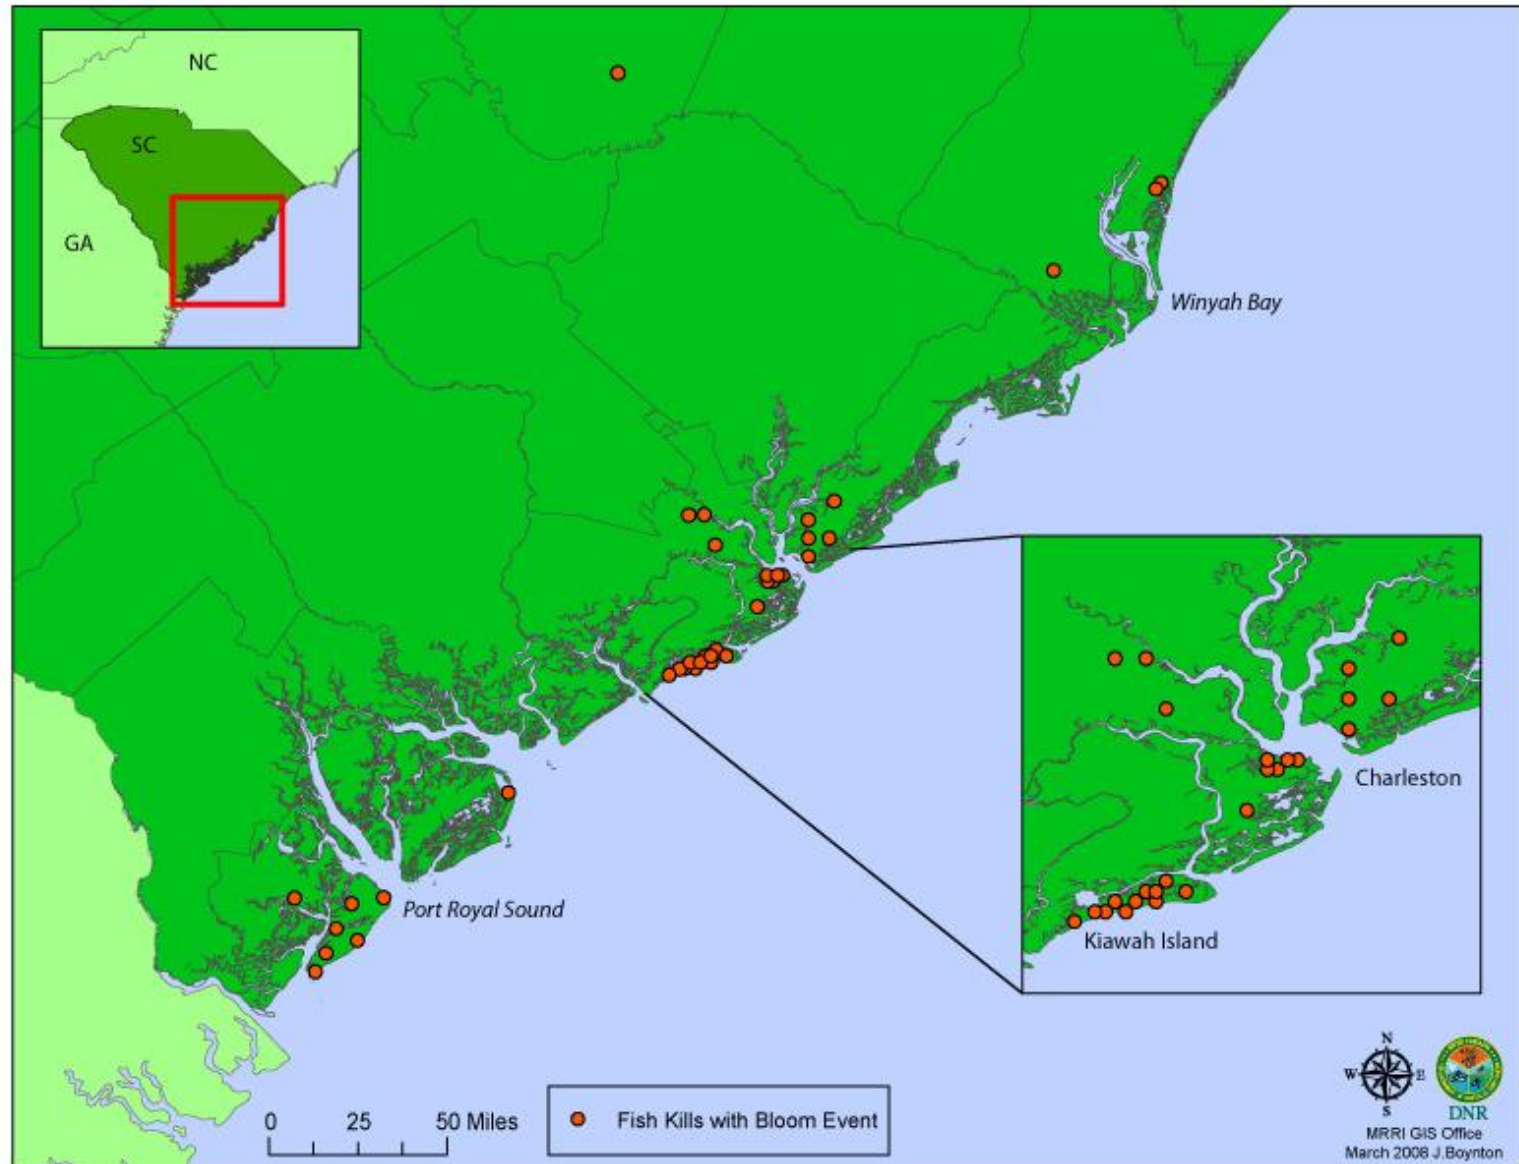 NC
SC
GA
Winyah Bay
Charleston
Kiawah Island
Port Royal Sound
0 25 50 Miles
Fish Kills with Bloom Event
N
W E
S
DNR
MRRI GIS Office
March 2008 J.Boynton